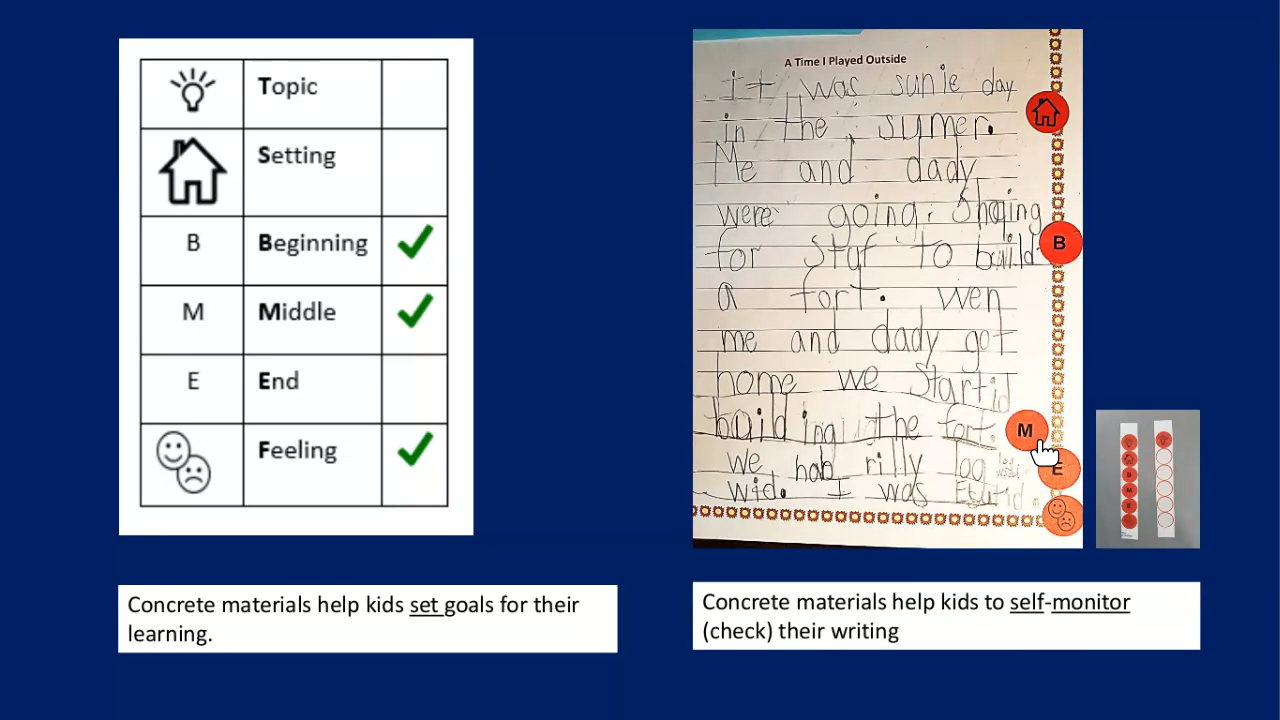 Topic
Setting
B Beginning
M Middle
E End
Feeling
Concrete materials help kids set goals for their
learning.
A Time I Played Outside
it was sunie day
in the sumer.
Me and dady
were going. Shoping
for stuf to build
a fort. wen
me and dady got
home we startid
building the fort.
we had rilly
wid. I was
B
M
E
Concrete materials help kids to self-monitor
(check) their writing